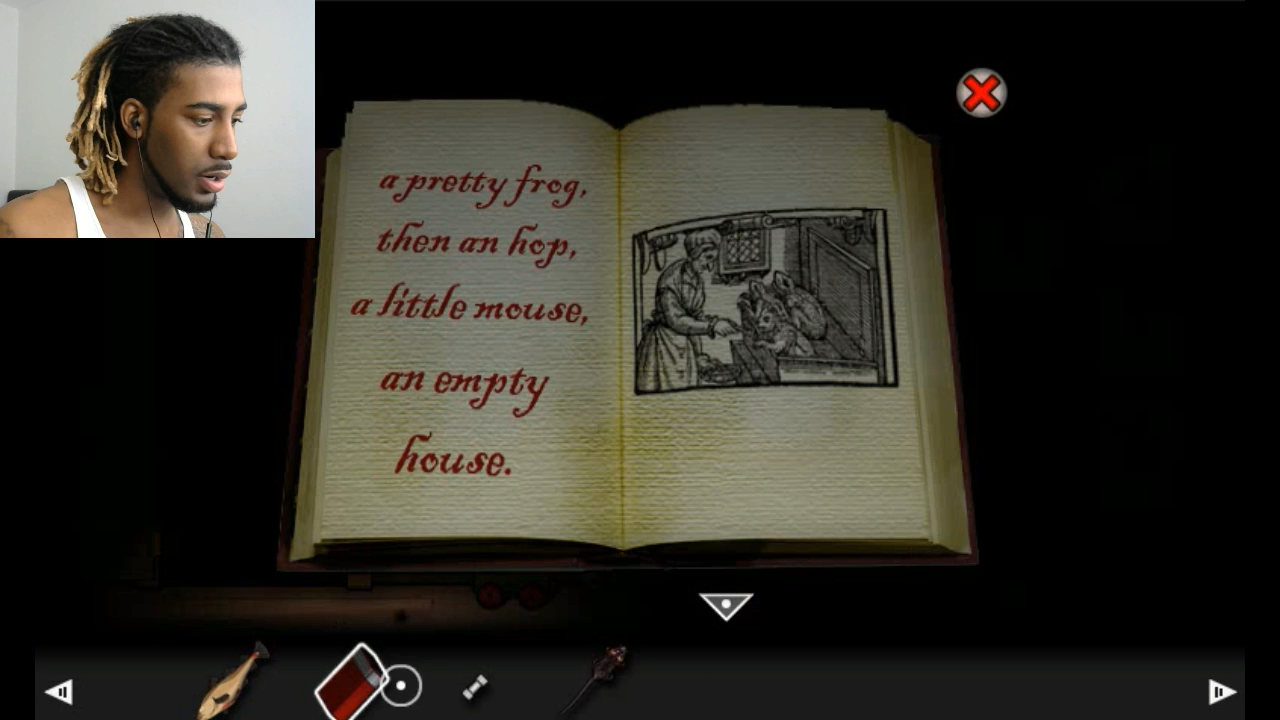 a pretty frog,
then an hop,
a little mouse,
an empty
house.